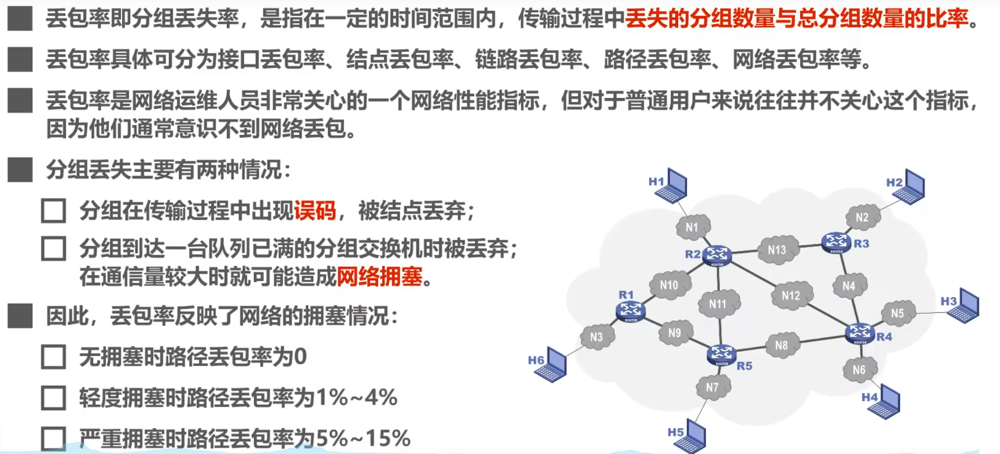 丢包率即分组丢失率，是指在一定的时间范围内，传输过程中丢失的分组数量与总分组数量的比率。
丢包率具体可分为接口丢包率、结点丢包率、链路丢包率、路径丢包率、网络丢包率等。
丢包率是网络运维人员非常关心的一个网络性能指标，但对于普通用户来说往往并不关心这个指标，
因为他们通常意识不到网络丢包。
分组丢失主要有两种情况：
分组在传输过程中出现误码，被结点丢弃；
分组到达一台队列已满的分组交换机时被丢弃；
在通信量较大时就可能造成网络拥塞。
因此，丢包率反映了网络的拥塞情况：
无拥塞时路径丢包率为0
轻度拥塞时路径丢包率为1%~4%
严重拥塞时路径丢包率为5%~15%
H1
H2
N1
N2
R2
ROUTER
N13
R3
ROUTER
N10
N11
N12
N4
R1
ROUTER
H3
N5
N3
N9
N8
R4
ROUTER
H6
R5
ROUTER
N6
N7
H4
H5